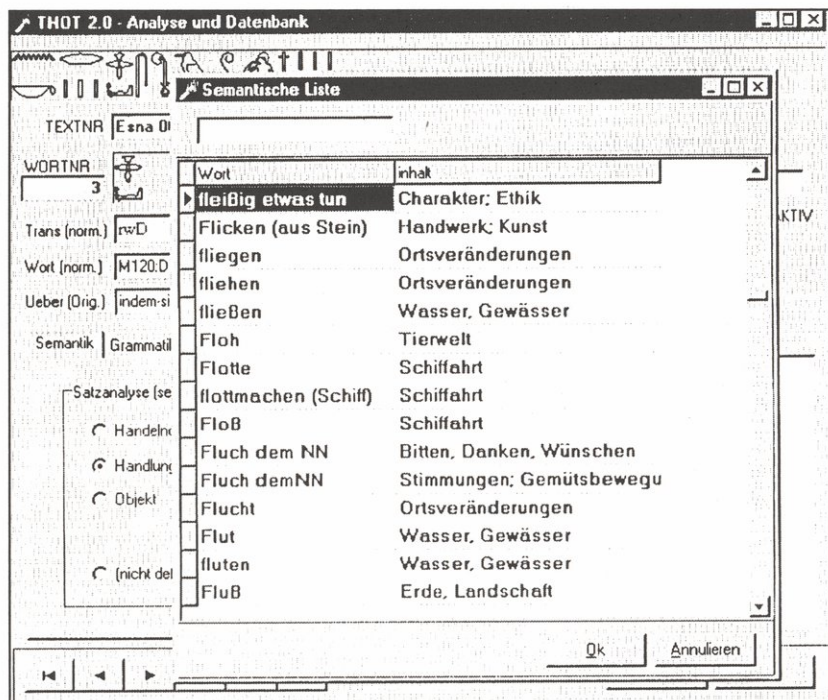 THOT 2.0 - Analyse und Datenbank
Semantische Liste
TEXTNR Esna
WORTNR
3
Trans (norm.) rwD
Wort (norm.) M120:D
Ueber (Orig.) indem-si
Semantik Grammatil
Satzanalyse (se
Handeln
Handlung
Objekt
(nicht
AKTIV
Wort inhalt
fleißig etwas tun Charakter; Ethik
Flicken (aus Stein) Handwerk; Kunst
fliegen Ortsveränderungen
fliehen Ortsveränderungen
fließen Wasser, Gewässer
Floh Tierwelt
Flotte Schiffahrt
flottmachen (Schiff) Schiffahrt
Floß Schiffahrt
Fluch dem NN Bitten, Danken, Wünschen
Fluch demNN Stimmungen; Gemütsbewegu
Flucht Ortsveränderungen
Flut Wasser, Gewässer
fluten Wasser, Gewässer
Fluß Erde, Landschaft
Ok Annulieren